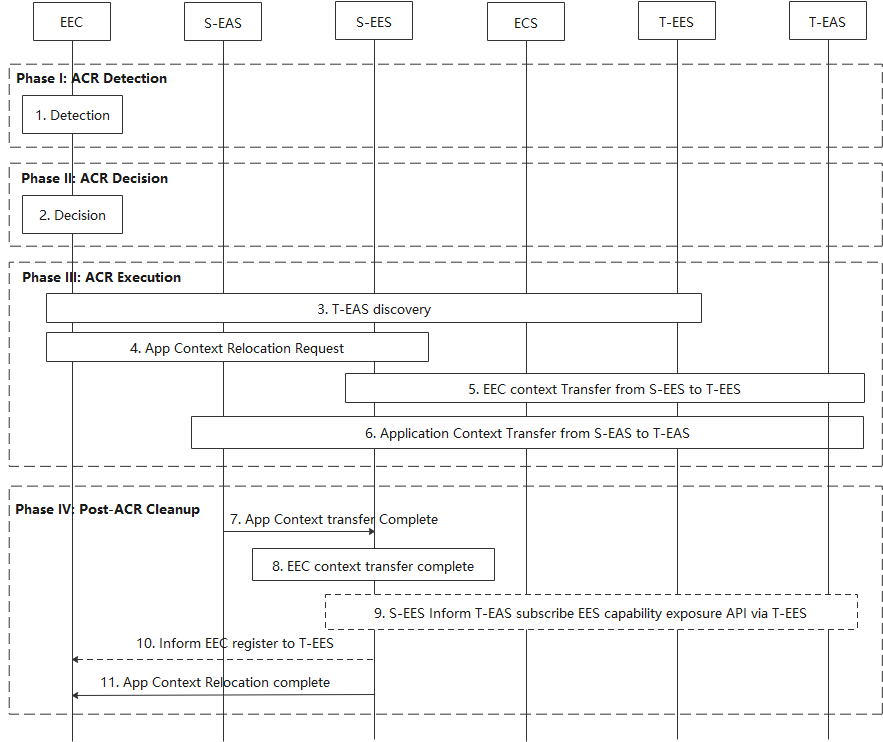 EEC
S-EAS
S-EES
ECS
T-EES
T-EAS
Phase I: ACR Detection
1. Detection
Phase II: ACR Decision
2. Decision
Phase III: ACR Execution
3. T-EAS discovery
4. App Context Relocation Request
5. EEC context Transfer from S-EES to T-EES
6. Application Context Transfer from S-EAS to T-EAS
Phase IV: Post-ACR Cleanup
7. App Context transfer Complete
8. EEC context transfer complete
9. S-EES Inform T-EAS subscribe EES capability exposure API via T-EES
10. Inform EEC register to T-EES
11. App Context Relocation complete